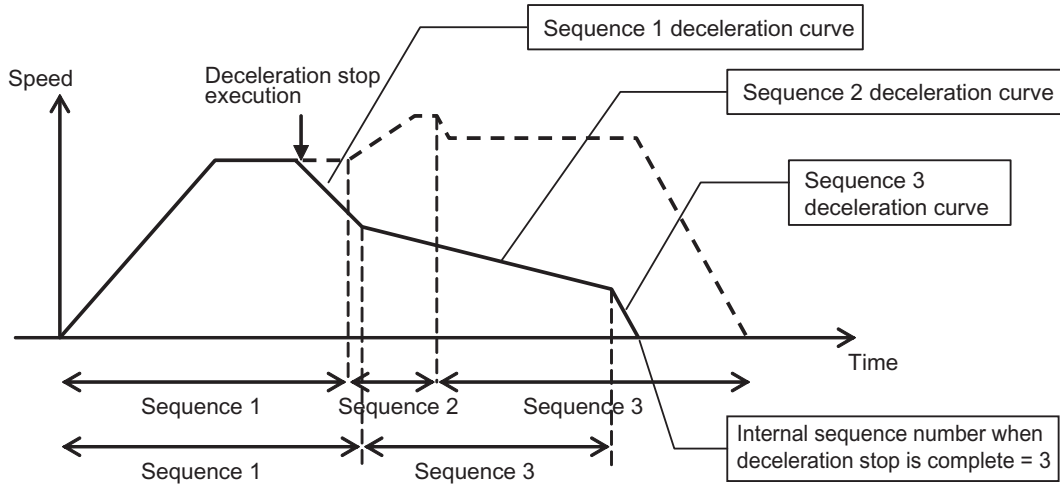 Sequence 1 deceleration curve
Speed
Deceleration stop
execution
Sequence 2 deceleration curve
Sequence 3
deceleration curve
Time
Sequence 1
Sequence 2
Sequence 3
Sequence 1
Sequence 3
Internal sequence number when
deceleration stop is complete = 3